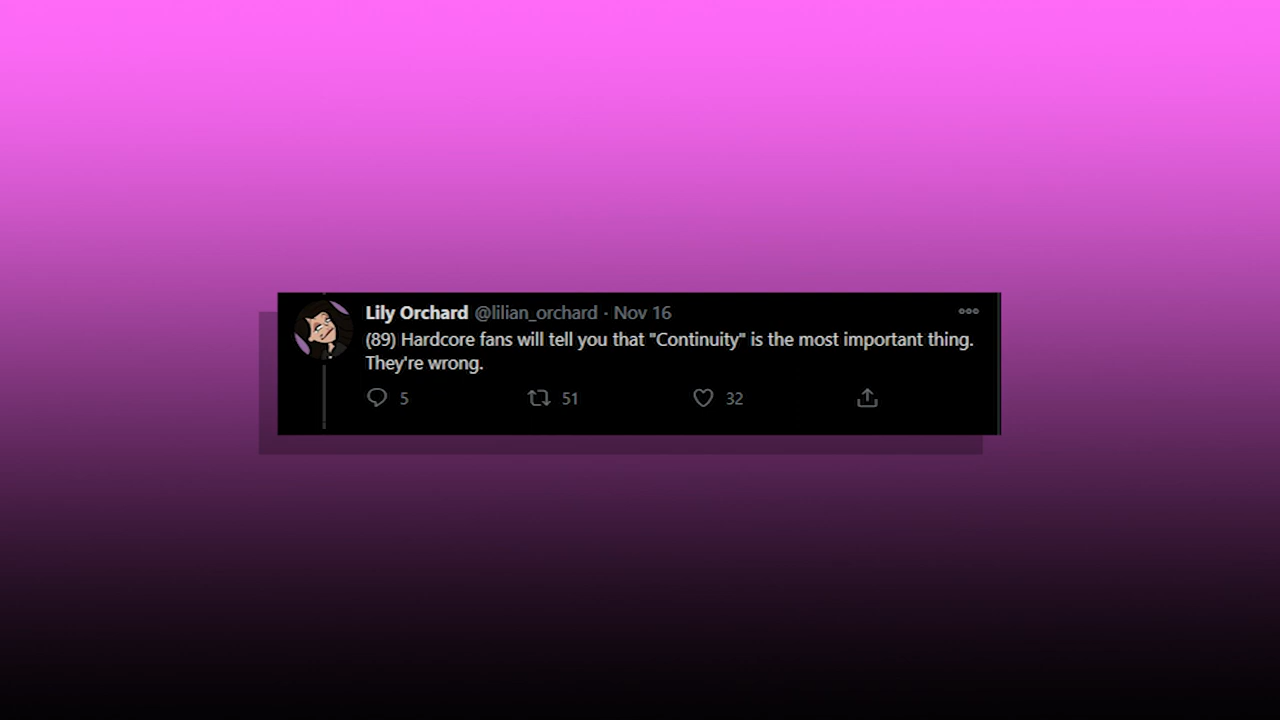 Lily Orchard @lilian_orchard · Nov 16
(89) Hardcore fans will tell you that "Continuity" is the most important thing.
They're wrong.
5 51 32